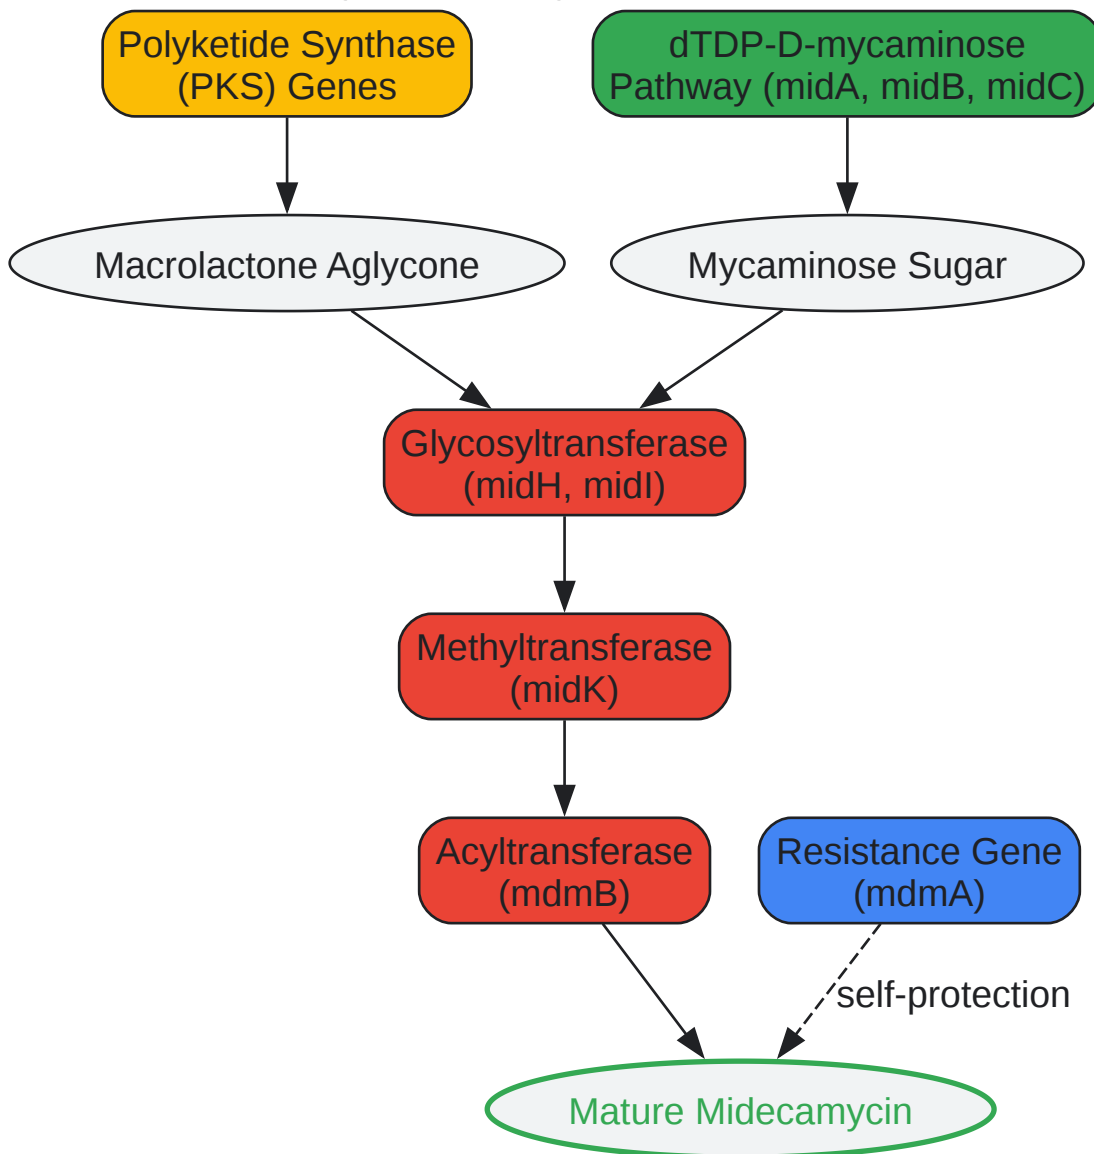 Polyketide Synthase
(PKS) Genes
dTDP-D-mycaminose
Pathway (midA, midB, midC)
Macrolactone Aglycone
Mycaminose Sugar
Glycosyltransferase
(midH, midI)
Methyltransferase
(midK)
Acyltransferase
(mdmB)
Resistance Gene
(mdmA)
self-protection
Mature Midecamycin